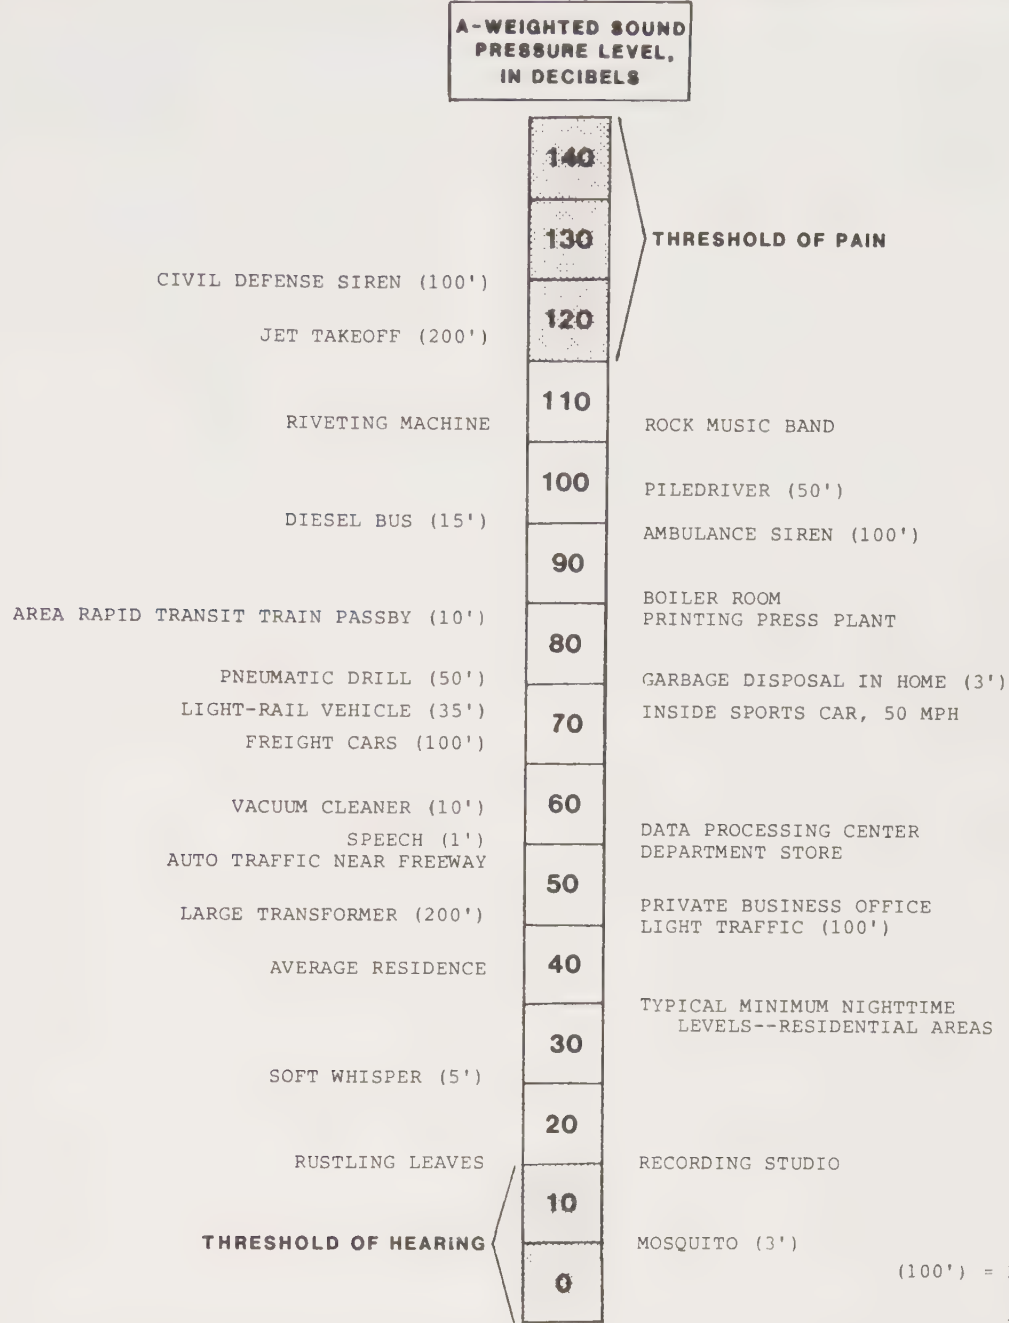 A-WEIGHTED SOUND
PRESSURE LEVEL,
IN DECIBELS
140
130
THRESHOLD OF PAIN
CIVIL DEFENSE SIREN (100')
120
JET TAKEOFF (200')
110
RIVETING MACHINE
ROCK MUSIC BAND
100
PILEDRIVER (50')
DIESEL BUS (15')
AMBULANCE SIREN (100')
90
BOILER ROOM
AREA RAPID TRANSIT TRAIN PASSBY (10')
PRINTING PRESS PLANT
80
PNEUMATIC DRILL (50')
GARBAGE DISPOSAL IN HOME (3')
LIGHT-RAIL VEHICLE (35')
INSIDE SPORTS CAR, 50 MPH
70
FREIGHT CARS (100')
60
VACUUM CLEANER (10')
DATA PROCESSING CENTER
SPEECH (1')
DEPARTMENT STORE
AUTO TRAFFIC NEAR FREEWAY
50
PRIVATE BUSINESS OFFICE
LARGE TRANSFORMER (200')
LIGHT TRAFFIC (100')
40
AVERAGE RESIDENCE
TYPICAL MINIMUM NIGHTTIME
LEVELS--RESIDENTIAL AREAS
30
SOFT WHISPER (5')
20
RUSTLING LEAVES
RECORDING STUDIO
10
THRESHOLD OF HEARING
MOSQUITO (3')
(100') =
0